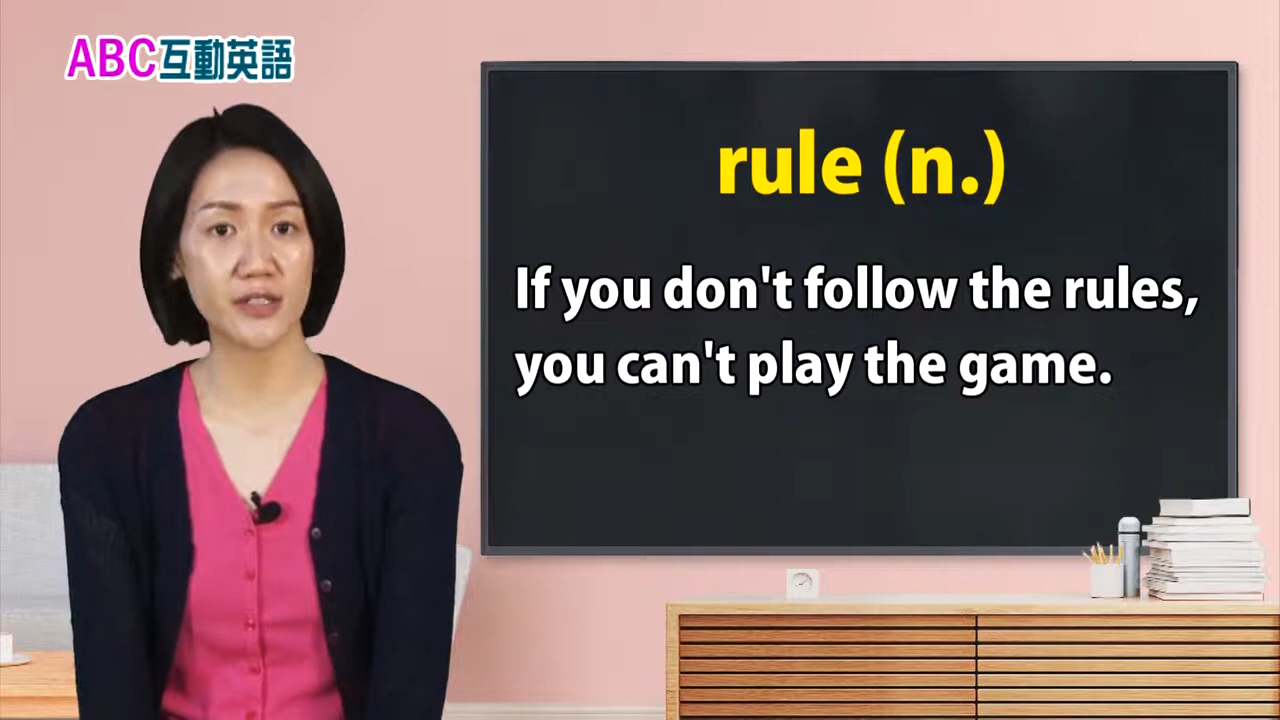 ABC互動英語
rule (n.)
If you don't follow the rules,
you can't play the game.